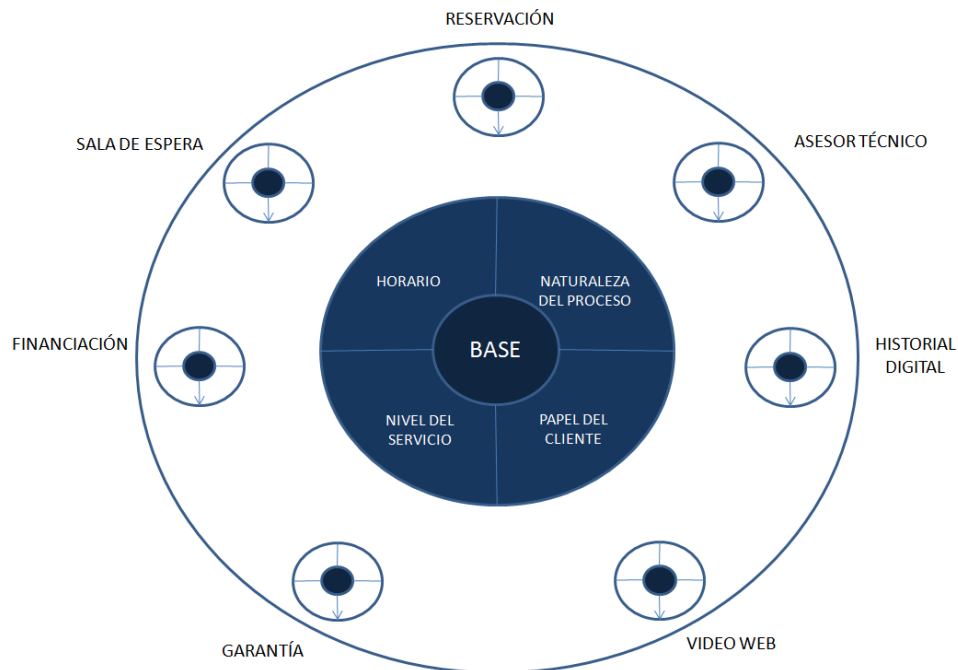 RESERVACIÓN
SALA DE ESPERA
ASESOR TÉCNICO
HORARIO
NATURALEZA
DEL PROCESO
FINANCIACIÓN
BASE
HISTORIAL
DIGITAL
NIVEL DEL
SERVICIO
PAPEL DEL
CLIENTE
GARANTÍA
VIDEO WEB